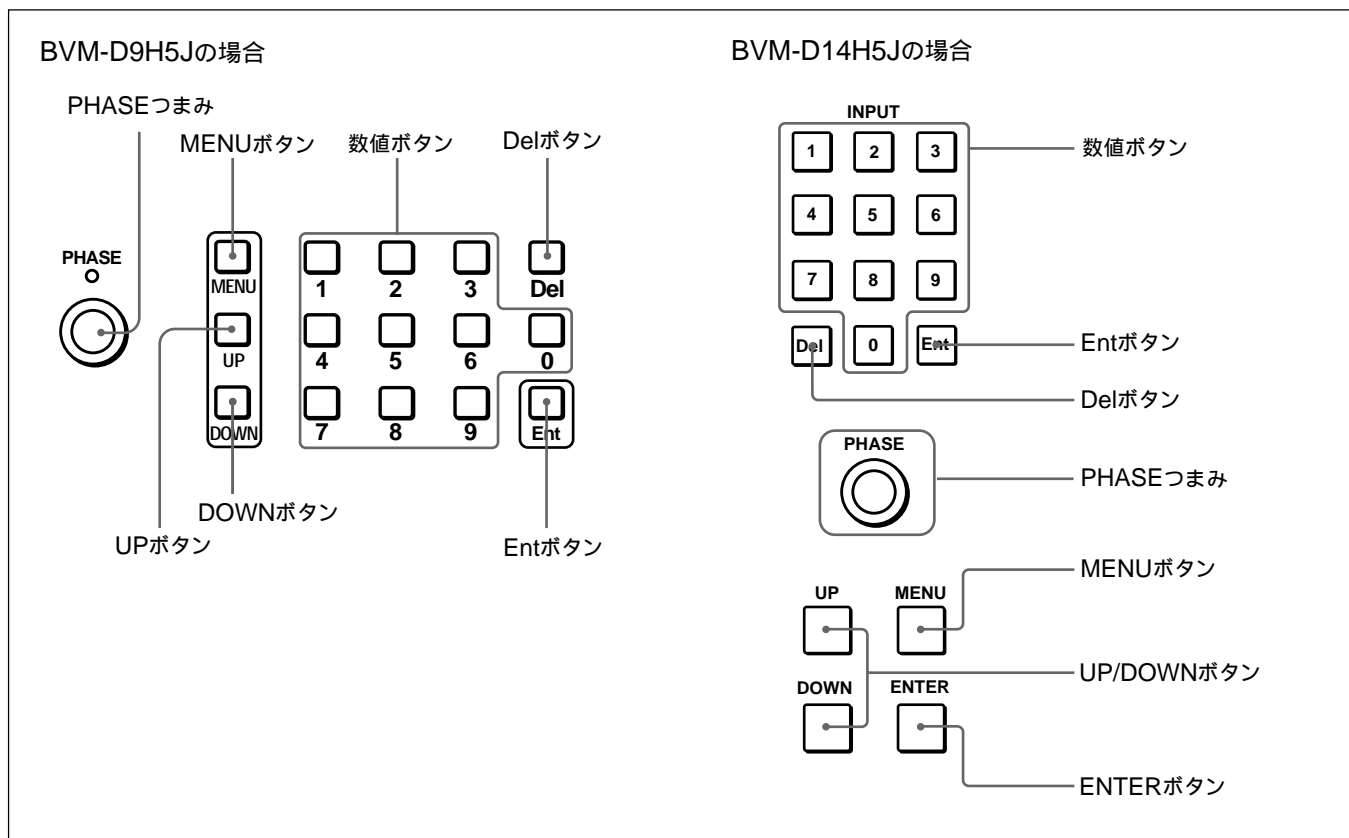 BVM-D9H5Jの場合
PHASEつまみ
MENUボタン 数値ボタン Delボタン
PHASE
MENU
UP
DOWN
1 2 3 Del
4 5 6 0
7 8 9 Ent
DOWNボタン
UPボタン
Entボタン
BVM-D14H5Jの場合
INPUT
1 2 3
数値ボタン
4 5 6
7 8 9
Del 0 Ent
Entボタン
Delボタン
PHASE
PHASEつまみ
MENUボタン
UP MENU
UP/DOWNボタン
DOWN ENTER
ENTERボタン